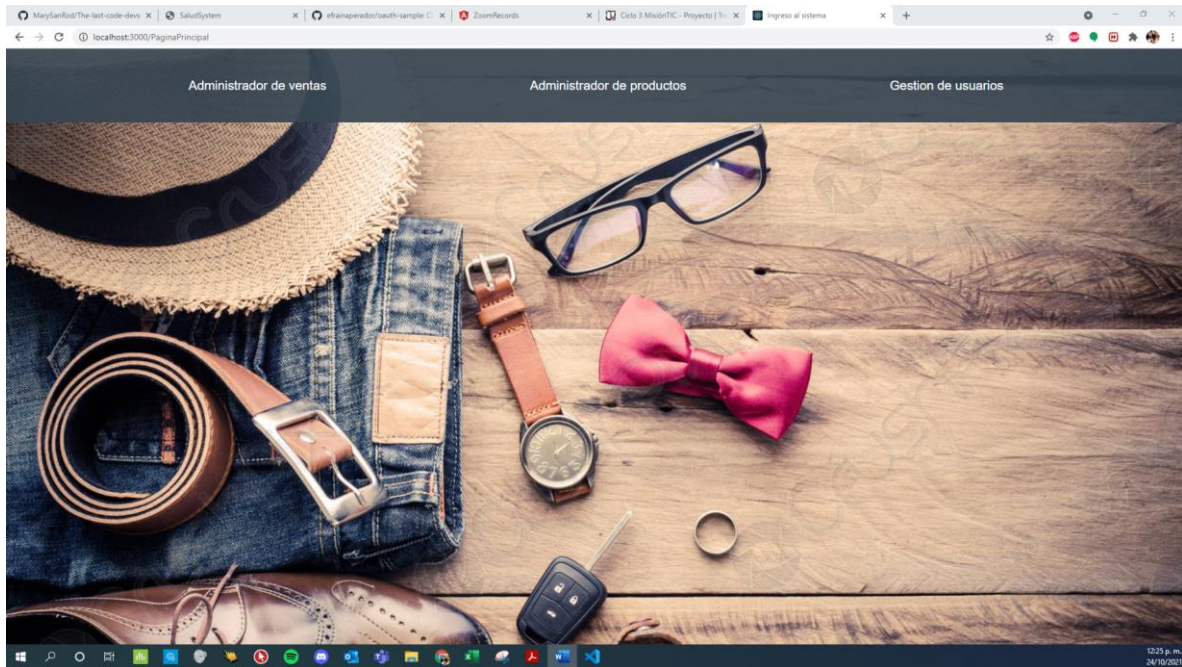 MarySanRod/The-last-code-devs
SaludSystem
efrainaperador/oauth-sample: C
ZoomRecords
Ciclo 3 MisiónTIC - Proyecto | Tre
Ingreso al sistema
localhost:3000/PaginaPrincipal
Administrador de ventas
Administrador de productos
Gestion de usuarios
12:25 p. m.
24/10/2021